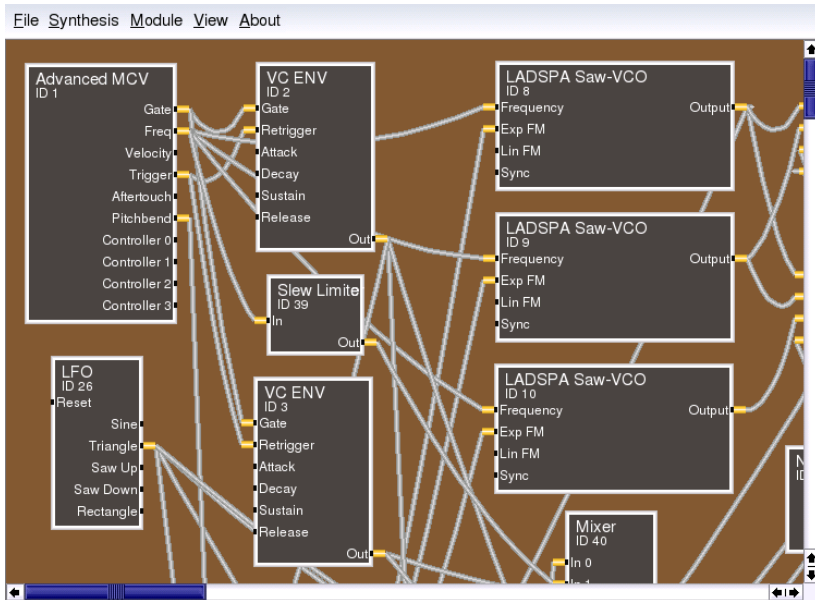 File Synthesis Module View About
Advanced MCV
ID 1
Gate
Freq
Velocity
Trigger
Aftertouch
Pitchbend
Controller 0
Controller 1
Controller 2
Controller 3
VC ENV
ID 2
Gate
Retrigger
Attack
Decay
Sustain
Release
Out
LADSPA Saw-VCO
ID 8
Frequency Output
Exp FM
Lin FM
Sync
LADSPA Saw-VCO
ID 9
Frequency Output
Exp FM
Lin FM
Sync
Slew Limite
ID 39
In
Out
LFO
ID 26
Reset
Sine
Triangle
Saw Up
Saw Down
Rectangle
VC ENV
ID 3
Gate
Retrigger
Attack
Decay
Sustain
Release
Out
LADSPA Saw-VCO
ID 10
Frequency Output
Exp FM
Lin FM
Sync
Mixer
ID 40
In 0
In 1